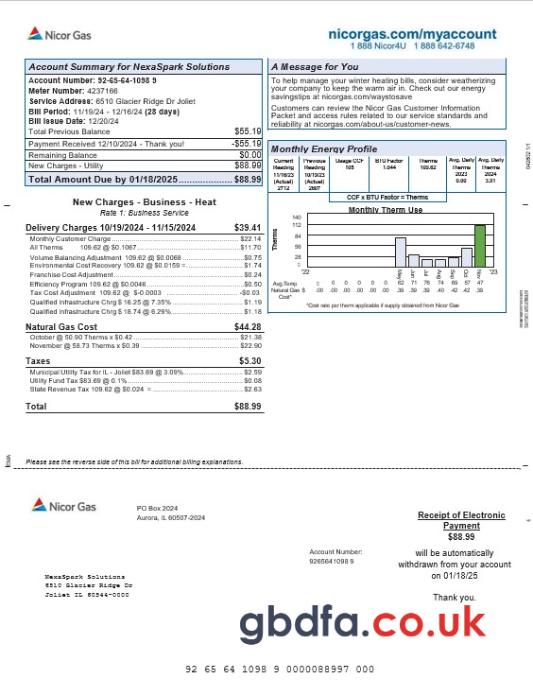 Nicor Gas
nicorgas.com/myaccount
1 888 Nicor4U 1 888 642-6748
Account Summary for NexaSpark Solutions
Account Number: 92-65-64-1098 9
Meter Number: 4237166
Service Address: 6510 Glacier Ridge Dr Joliet
Bill Period: 11/19/24 - 12/16/24 (28 days)
Bill Issue Date: 12/20/24
Total Previous Balance $55.19
Payment Received 12/10/2024 - Thank you! -$55.19
Remaining Balance $0.00
New Charges - Utility $88.99
Total Amount Due by 01/18/2025 $88.99
A Message for You
To help manage your winter heating bills, consider weatherizing
your company to keep the warm air in. Check out our energy
savingstips at nicorgas.com/waystosave
Customers can review the Nicor Gas Customer Information
Packet and access rules related to our service standards and
reliability at nicorgas.com/about-us/customer-news.
New Charges - Business - Heat
Rate 1: Business Service
Delivery Charges 10/19/2024 - 11/15/2024 $39.41
Monthly Customer Charge $22.14
All Therms 109.62 @ $0.1067 $11.70
Volume Balancing Adjustment 109.62 @ $0.0068 $0.75
Environmental Cost Recovery 109.62 @ $0.0159 = $1.74
Franchise Cost Adjustment $0.24
Efficiency Program 109.62 @ $0.0046 $0.50
Tax Cost Adjustment 109.62 @ $-0.0003 -$0.03
Qualified Infrastructure Chrg $ 16.25 @ 7.35% $1.19
Qualified Infrastructure Chrg $ 18.74 @ 6.29% $1.18
Natural Gas Cost $44.28
October @ 50.90 Therms x $0.42 $21.38
November @ 58.73 Therms x $0.39 $22.90
Taxes $5.30
Municipal Utility Tax for IL - Joliet $83.69 @ 3.09% $2.59
Utility Fund Tax $83.69 @ 0.1% $0.08
State Revenue Tax 109.62 @ $0.024 = $2.63
Total $88.99
Monthly Energy Profile
Current Reading 11/16/23 (Actual) 2712
Previous Reading 10/19/23 (Actual) 2607
Usage CCF 105
BTU Factor 1.044
Therms 109.62
Avg. Daily Therms 2023 0.00
Avg. Daily Therms 2024 3.91
CCF x BTU Factor = Therms
Monthly Therm Use
Therms
140
112
84
56
28
0
'22 May Jun Jul Aug Sep Oct Nov '23
Avg.Temp 0 0 0 0 0 0 62 71 76 74 69 57 47
Natural Gas $ .00 .00 .00 .00 .00 .00 .39 .39 .39 .39 .40 .42 .39
Cost*
*Cost rate per therm applicable if supply obtained from Nicor Gas
Please see the reverse side of this bill for additional billing explanations.
Nicor Gas
PO Box 2024
Aurora, IL 60507-2024
Receipt of Electronic
Payment
$88.99
Account Number:
9265641098 9
will be automatically
withdrawn from your account
on 01/18/25
Thank you.
NexaSpark Solutions
6510 Glacier Ridge Dr
Joliet IL 60544-0000
gbdfa.co.uk
92 65 64 1098 9 0000088997 000